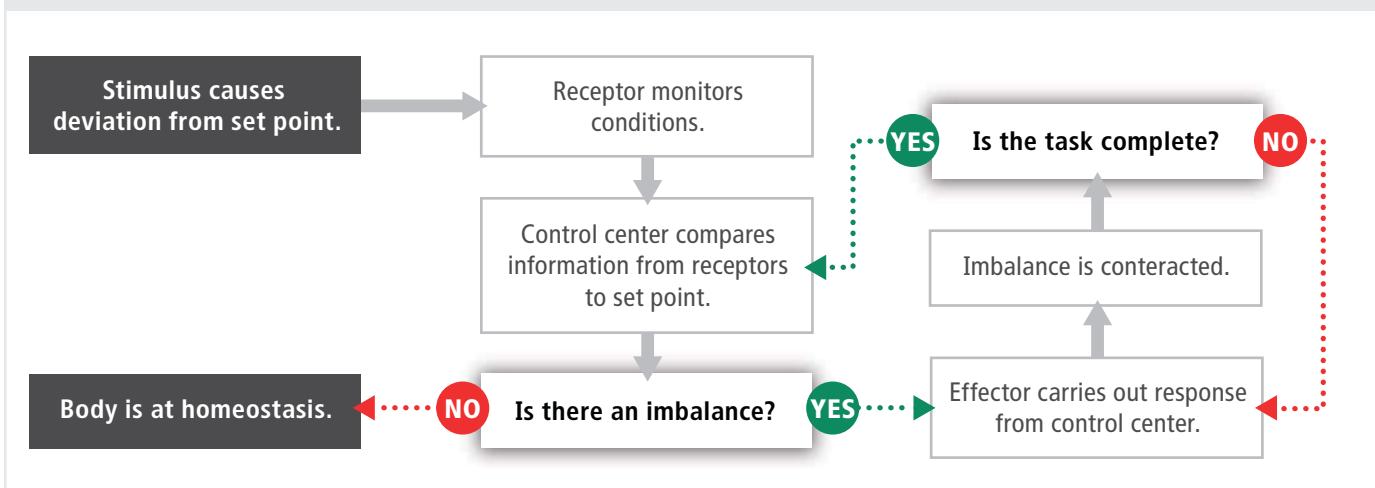 Stimulus causes
deviation from set point.
Receptor monitors
conditions.
Control center compares
information from receptors
to set point.
Is there an imbalance?
NO
Body is at homeostasis.
YES
Effector carries out response
from control center.
Imbalance is conteracted.
Is the task complete?
YES
NO